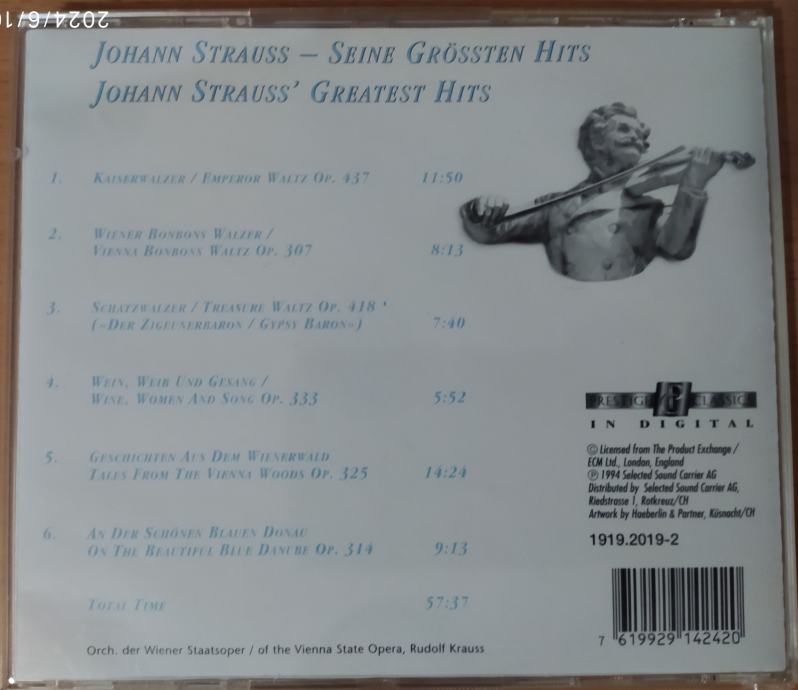 2024/6/1
JOHANN STRAUSS – SEINE GRÖSSTEN HITS
JOHANN STRAUSS' GREATEST HITS
1. KAISERWALZER / EMPEROR WALTZ OP. 437 11:50
2. WIENER BONBONS WALZER /
VIENNA BONBONS WALTZ OP. 307 8:13
3. SCHATZWALZER / TREASURE WALTZ OP. 418
(«DER ZIGEUNERBARON / GYPSY BARON») 7:40
4. WEIN, WEIB UND GESANG /
WINE, WOMEN AND SONG OP. 333 5:52
5. GESCHICHTEN AUS DEM WIENERWALD
TALES FROM THE VIENNA WOODS OP. 325 14:24
6. AN DER SCHÖNEN BLAUEN DONAU
ON THE BEAUTIFUL BLUE DANUBE OP. 314 9:13
TOTAL TIME 57:37
Orch. der Wiener Staatsoper / of the Vienna State Opera, Rudolf Krauss
PRESTIGE CLASSICS
IN DIGITAL
© Licensed from The Product Exchange /
ECM Ltd., London, England
℗ 1994 Selected Sound Carrier AG
Distributed by Selected Sound Carrier AG,
Riedstrasse 1, Rotkreuz/CH
Artwork by Haeberlin & Partner, Küsnacht/CH
1919.2019-2
7 619929 142420